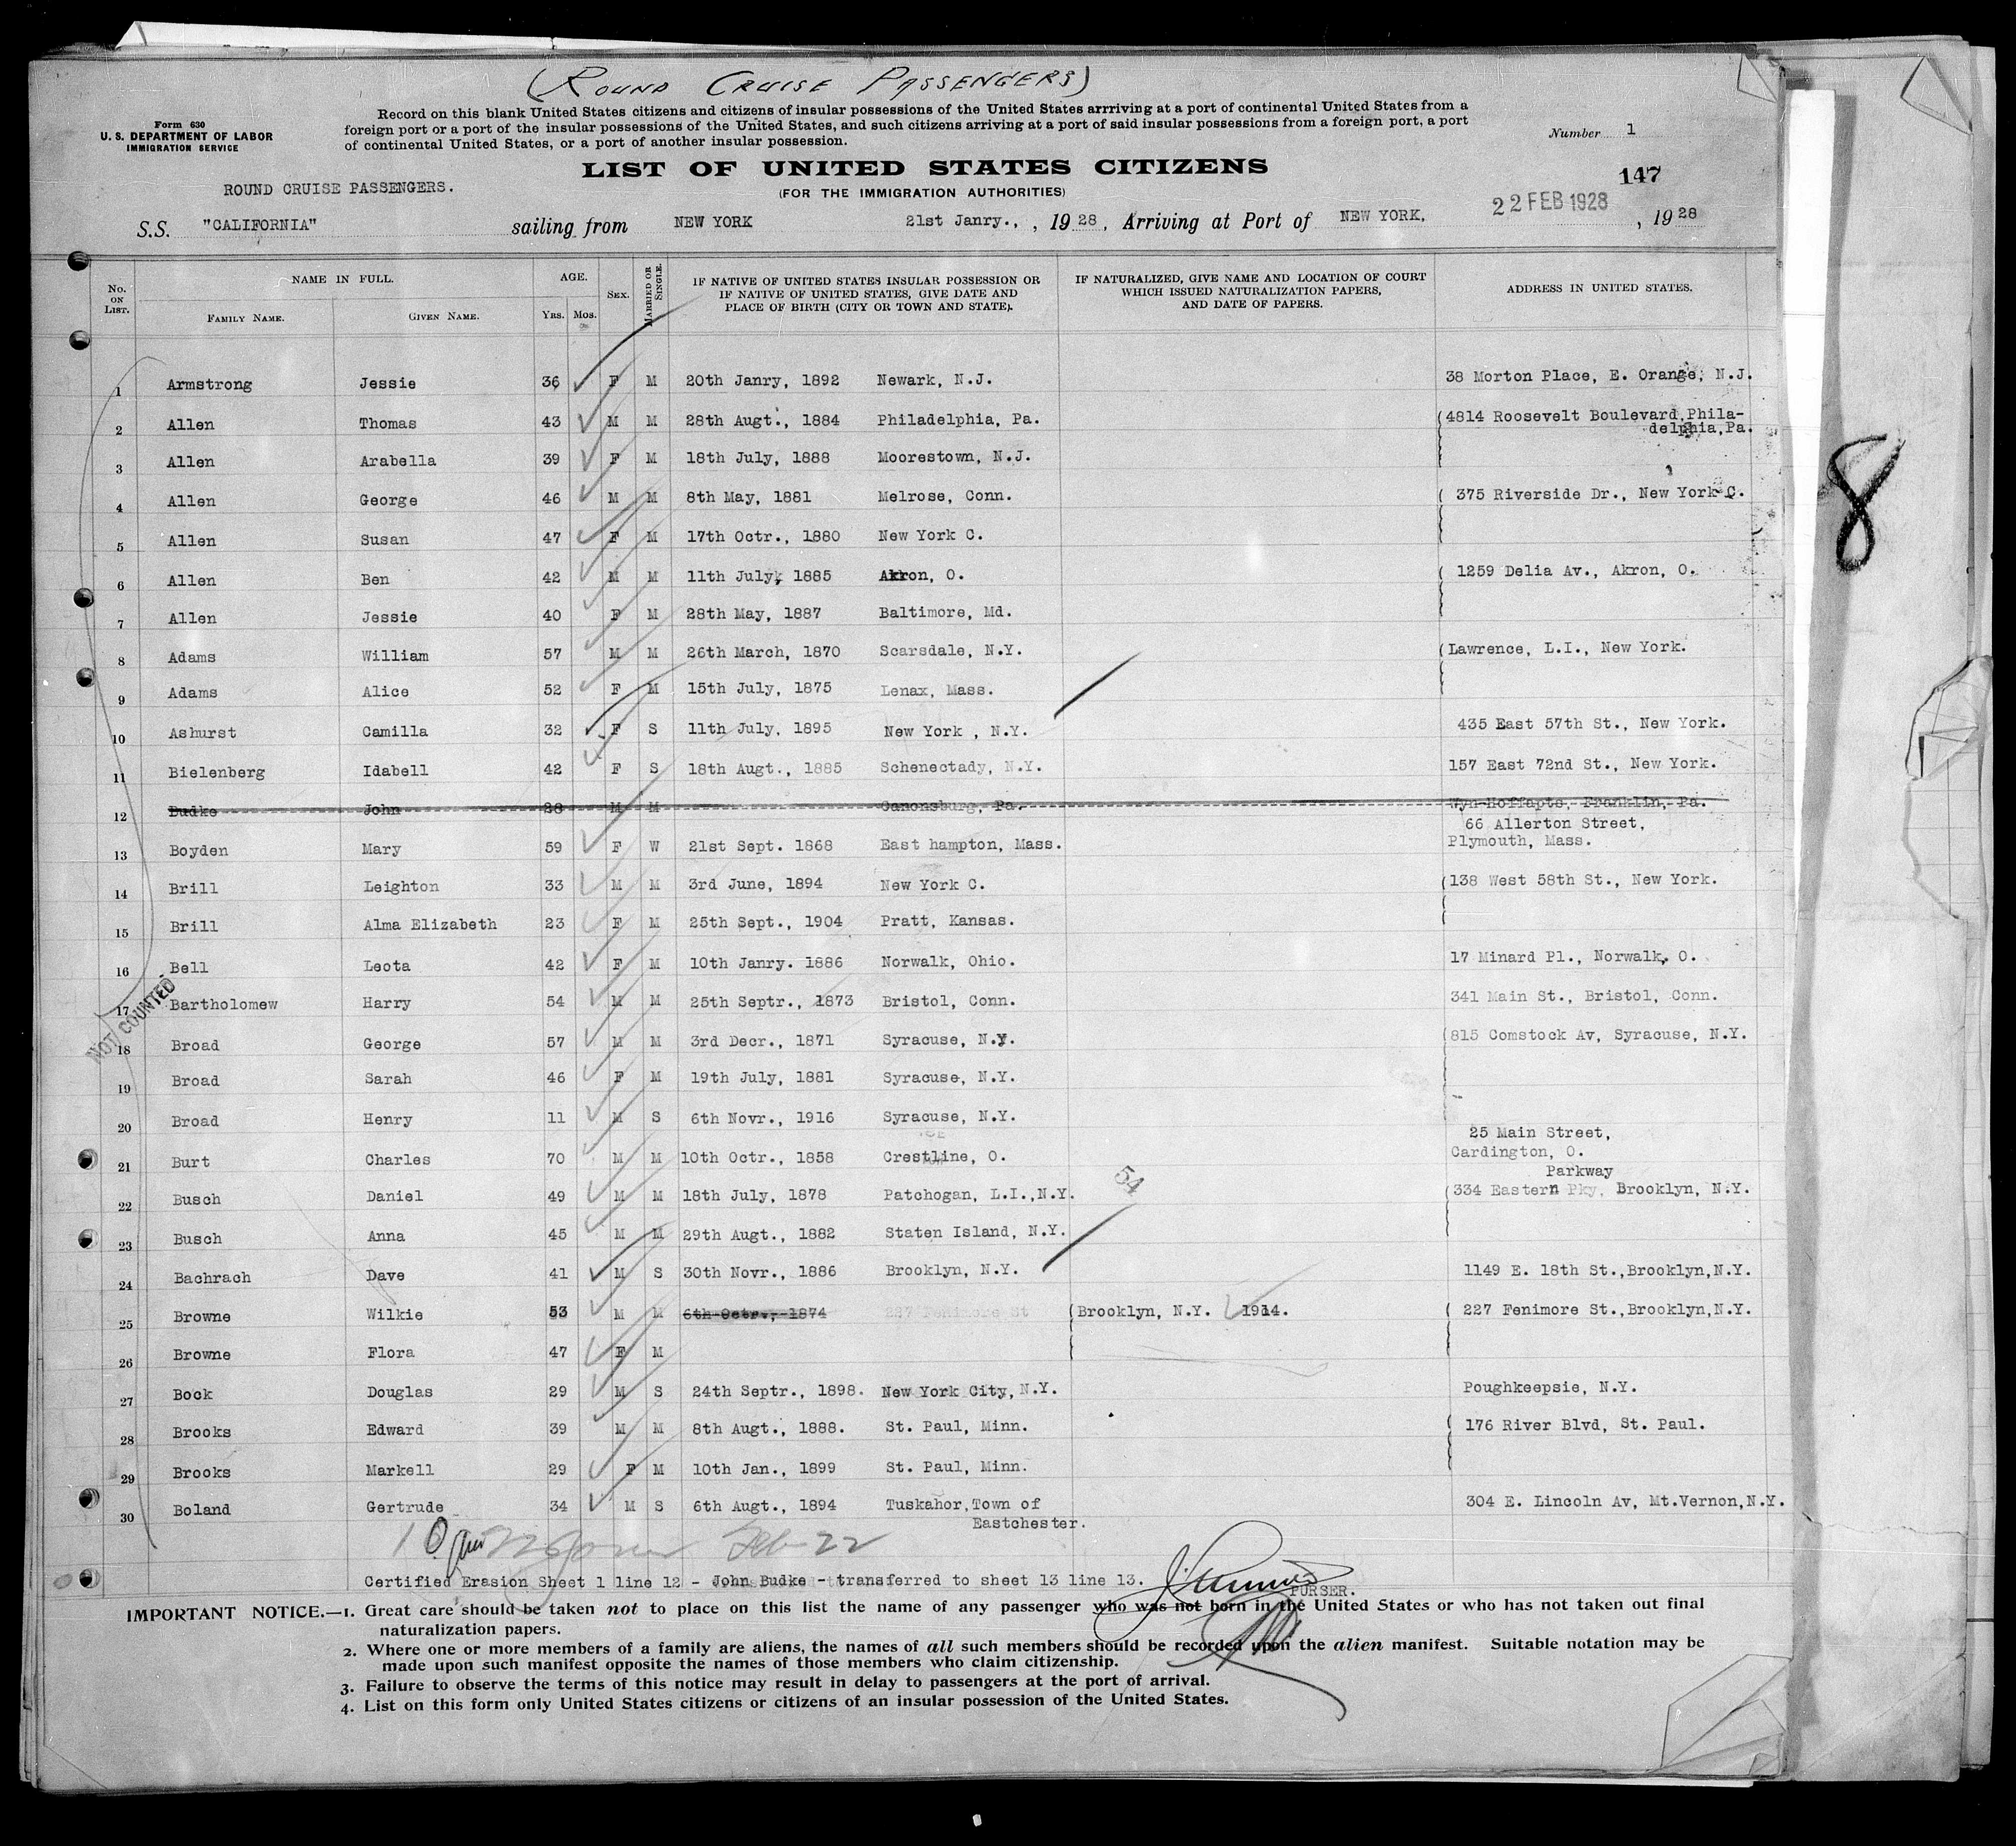 (ROUND CRUISE PASSENGERS)
Form 630
U. S. DEPARTMENT OF LABOR
IMMIGRATION SERVICE
Record on this blank United States citizens and citizens of insular possessions of the United States arrriving at a port of continental United States from a
foreign port or a port of the insular possessions of the United States, and such citizens arriving at a port of said insular possessions from a foreign port, a port
of continental United States, or a port of another insular possession.
Number 1
LIST OF UNITED STATES CITIZENS
(FOR THE IMMIGRATION AUTHORITIES)
147
ROUND CRUISE PASSENGERS.
S.S. "CALIFORNIA" sailing from NEW YORK 21st Janry., , 1928, Arriving at Port of NEW YORK, 22 FEB 1928, 1928
No. ON LIST. NAME IN FULL. FAMILY NAME. GIVEN NAME. AGE. YRS. MOS. SEX. MARRIED OR SINGLE. IF NATIVE OF UNITED STATES INSULAR POSSESSION OR IF NATIVE OF UNITED STATES, GIVE DATE AND PLACE OF BIRTH (CITY OR TOWN AND STATE). IF NATURALIZED, GIVE NAME AND LOCATION OF COURT WHICH ISSUED NATURALIZATION PAPERS, AND DATE OF PAPERS. ADDRESS IN UNITED STATES.
1 Armstrong Jessie 36 F M 20th Janry, 1892 Newark, N.J. 38 Morton Place, E. Orange, N.J.
2 Allen Thomas 43 M M 28th Augt., 1884 Philadelphia, Pa. (4814 Roosevelt Boulevard,Phila-
delphia,Pa.
3 Allen Arabella 39 F M 18th July, 1888 Moorestown, N.J.
4 Allen George 46 M M 8th May, 1881 Melrose, Conn. ( 375 Riverside Dr., New York C.
5 Allen Susan 47 F M 17th Octr., 1880 New York C.
6 Allen Ben 42 M M 11th July, 1885 Akron, O. ( 1259 Delia Av., Akron, O.
7 Allen Jessie 40 F M 28th May, 1887 Baltimore, Md.
8 Adams William 57 M M 26th March, 1870 Scarsdale, N.Y. (Lawrence, L.I., New York.
9 Adams Alice 52 F M 15th July, 1875 Lenax, Mass.
10 Ashurst Camilla 32 F S 11th July, 1895 New York , N.Y. 435 East 57th St., New York.
11 Bielenberg Idabell 42 F S 18th Augt., 1885 Schenectady, N.Y. 157 East 72nd St., New York.
12 Budke John 28 M M Canonsburg, Pa. Wyn-Hoffapts, Franklin, Pa.
66 Allerton Street,
13 Boyden Mary 59 F W 21st Sept. 1868 East hampton, Mass. Plymouth, Mass.
14 Brill Leighton 33 M M 3rd June, 1894 New York C. (138 West 58th St., New York.
15 Brill Alma Elizabeth 23 F M 25th Sept., 1904 Pratt, Kansas.
16 Bell Leota 42 F M 10th Janry. 1886 Norwalk, Ohio. 17 Minard Pl., Norwalk, O.
NOT COUNTED
17 Bartholomew Harry 54 M M 25th Septr., 1873 Bristol, Conn. 341 Main St., Bristol, Conn.
18 Broad George 57 M M 3rd Decr., 1871 Syracuse, N.Y. (815 Comstock Av, Syracuse, N.Y.
19 Broad Sarah 46 F M 19th July, 1881 Syracuse, N.Y.
20 Broad Henry 11 M S 6th Novr., 1916 Syracuse, N.Y.
25 Main Street,
21 Burt Charles 70 M M 10th Octr., 1858 Crestline, O. Cardington, O.
Parkway
54
22 Busch Daniel 49 M M 18th July, 1878 Patchogan, L.I.,N.Y. (334 Eastern Pky, Brooklyn, N.Y.
23 Busch Anna 45 M M 29th Augt., 1882 Staten Island, N.Y.
24 Bachrach Dave 41 M S 30th Novr., 1886 Brooklyn, N.Y. 1149 E. 18th St.,Brooklyn,N.Y.
25 Browne Wilkie 53 M M 6th Octr., 1874 227 Fenimore St (Brooklyn, N.Y. 1914. ( 227 Fenimore St.,Brooklyn,N.Y.
26 Browne Flora 47 F M
27 Bock Douglas 29 M S 24th Septr., 1898. New York City, N.Y. Poughkeepsie, N.Y.
28 Brooks Edward 39 M M 8th Augt., 1888. St. Paul, Minn. ( 176 River Blvd, St. Paul.
29 Brooks Markell 29 F M 10th Jan., 1899 St. Paul, Minn.
30 Boland Gertrude 34 M S 6th Augt., 1894 Tuskahor,Town of 304 E. Lincoln Av, Mt.Vernon,N.Y.
Eastchester.
Feb 22
Certified Erasion Sheet 1 line 12 - John Budke - transferred to sheet 13 line 13.
PURSER.
IMPORTANT NOTICE.—1. Great care should be taken not to place on this list the name of any passenger who was not born in the United States or who has not taken out final
naturalization papers.
2. Where one or more members of a family are aliens, the names of all such members should be recorded upon the alien manifest. Suitable notation may be
made upon such manifest opposite the names of those members who claim citizenship.
3. Failure to observe the terms of this notice may result in delay to passengers at the port of arrival.
4. List on this form only United States citizens or citizens of an insular possession of the United States.
8